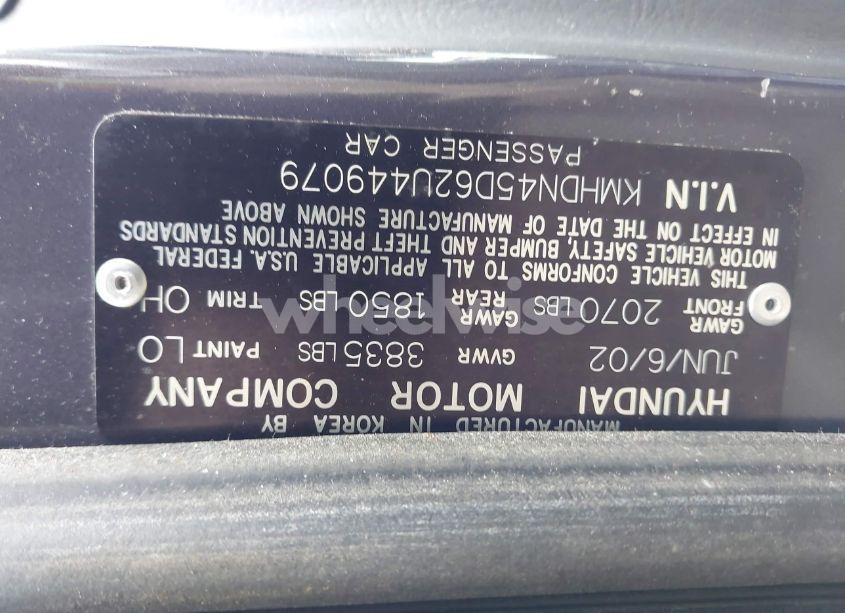 MANUFACTURED IN KOREA BY
HYUNDAI MOTOR COMPANY
JUN/6/02 GVWR 3835LBS PAINT LO
GAWR FRONT 2070LBS GAWR REAR 1850LBS TRIM OH
THIS VEHICLE CONFORMS TO ALL APPLICABLE U.S.A. FEDERAL
MOTOR VEHICLE SAFETY, BUMPER AND THEFT PREVENTION STANDARDS
IN EFFECT ON THE DATE OF MANUFACTURE SHOWN ABOVE
V.I.N KMHDN45D62U449079
PASSENGER CAR
wheelwise